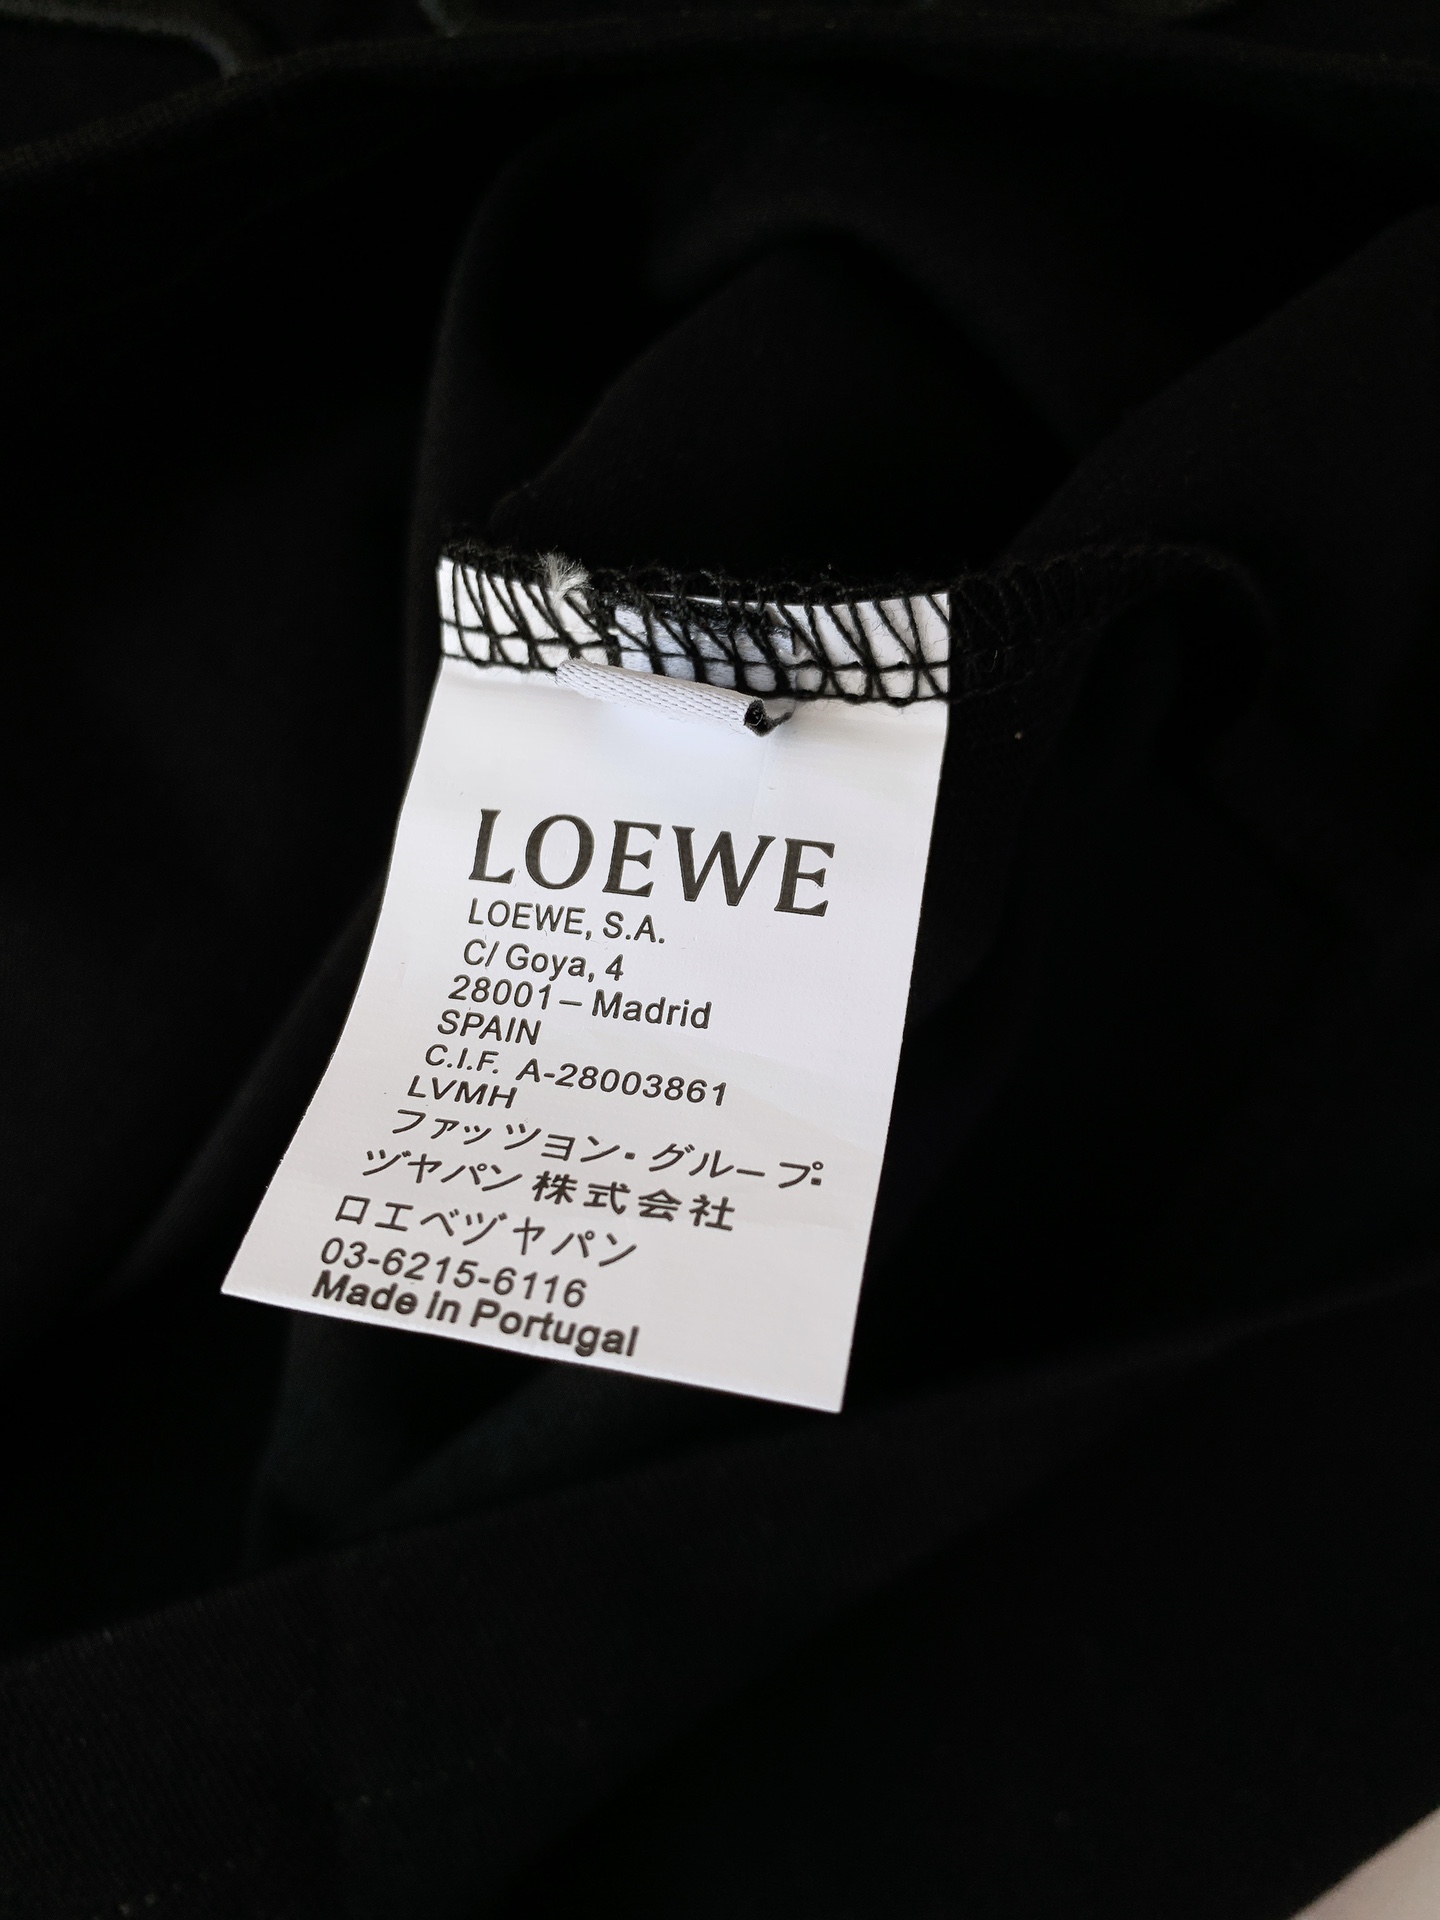 LOEWE
LOEWE, S.A.
C/ Goya, 4
28001 – Madrid
SPAIN
C.I.F. A-28003861
LVMH
ファッツョン・グループ・
ヅヤパン株式会社
ロエベヅヤパン
03-6215-6116
Made in Portugal